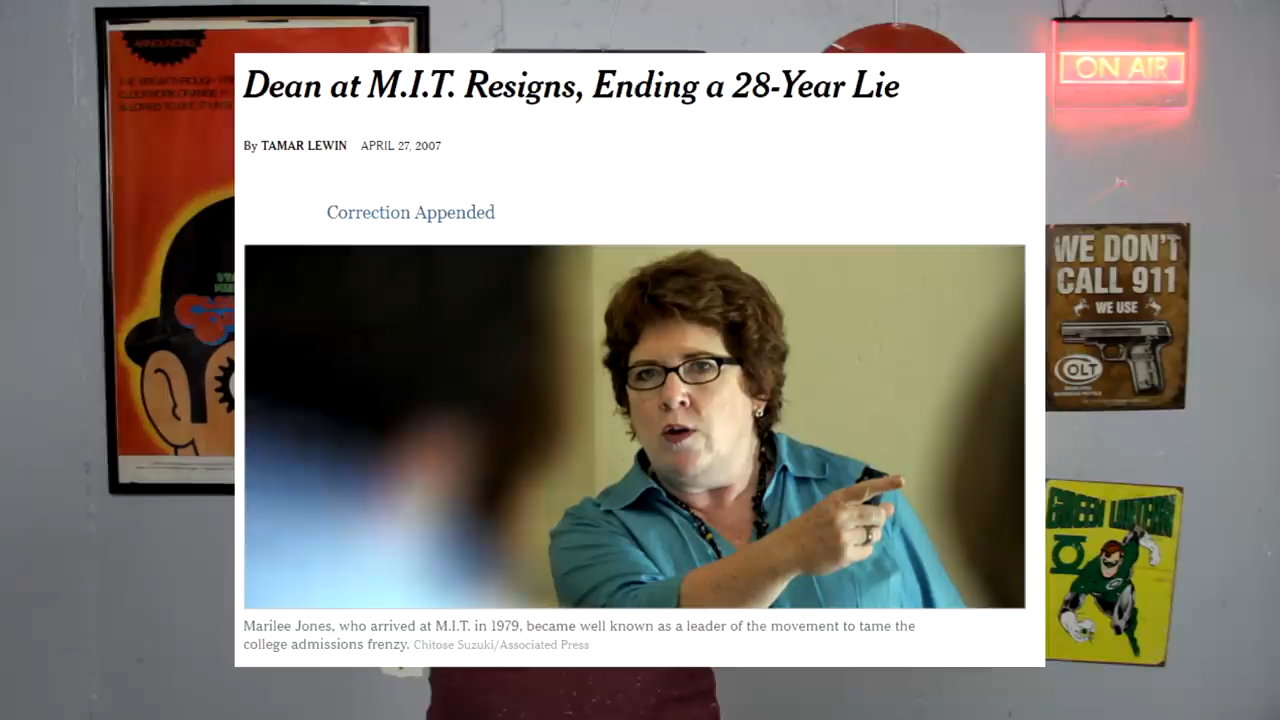 Dean at M.I.T. Resigns, Ending a 28-Year Lie
By TAMAR LEWIN APRIL 27, 2007
Correction Appended
Marilee Jones, who arrived at M.I.T. in 1979, became well known as a leader of the movement to tame the
college admissions frenzy. Chitose Suzuki/Associated Press
ANNOUNCING
ON AIR
WE DON'T
CALL 911
WE USE
COLT
GREEN LANTERN